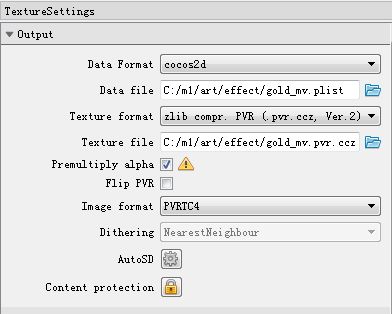 TextureSettings
Output
Data Format cocos2d
Data file C:/m1/art/effect/gold_mv.plist
Texture format zlib compr. PVR (.pvr.ccz, Ver.2)
Texture file C:/m1/art/effect/gold_mv.pvr.ccz
Premultiply alpha
Flip PVR
Image format PVRTC4
Dithering NearestNeighbour
AutoSD
Content protection